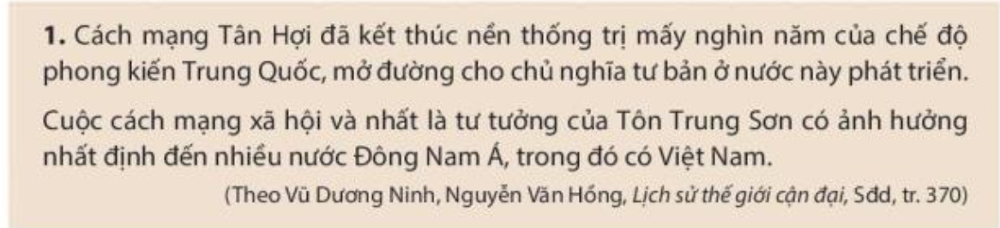 1. Cách mạng Tân Hợi đã kết thúc nền thống trị mấy nghìn năm của chế độ
phong kiến Trung Quốc, mở đường cho chủ nghĩa tư bản ở nước này phát triển.
Cuộc cách mạng xã hội và nhất là tư tưởng của Tôn Trung Sơn có ảnh hưởng
nhất định đến nhiều nước Đông Nam Á, trong đó có Việt Nam.
(Theo Vũ Dương Ninh, Nguyễn Văn Hồng, Lịch sử thế giới cận đại, Sđd, tr. 370)